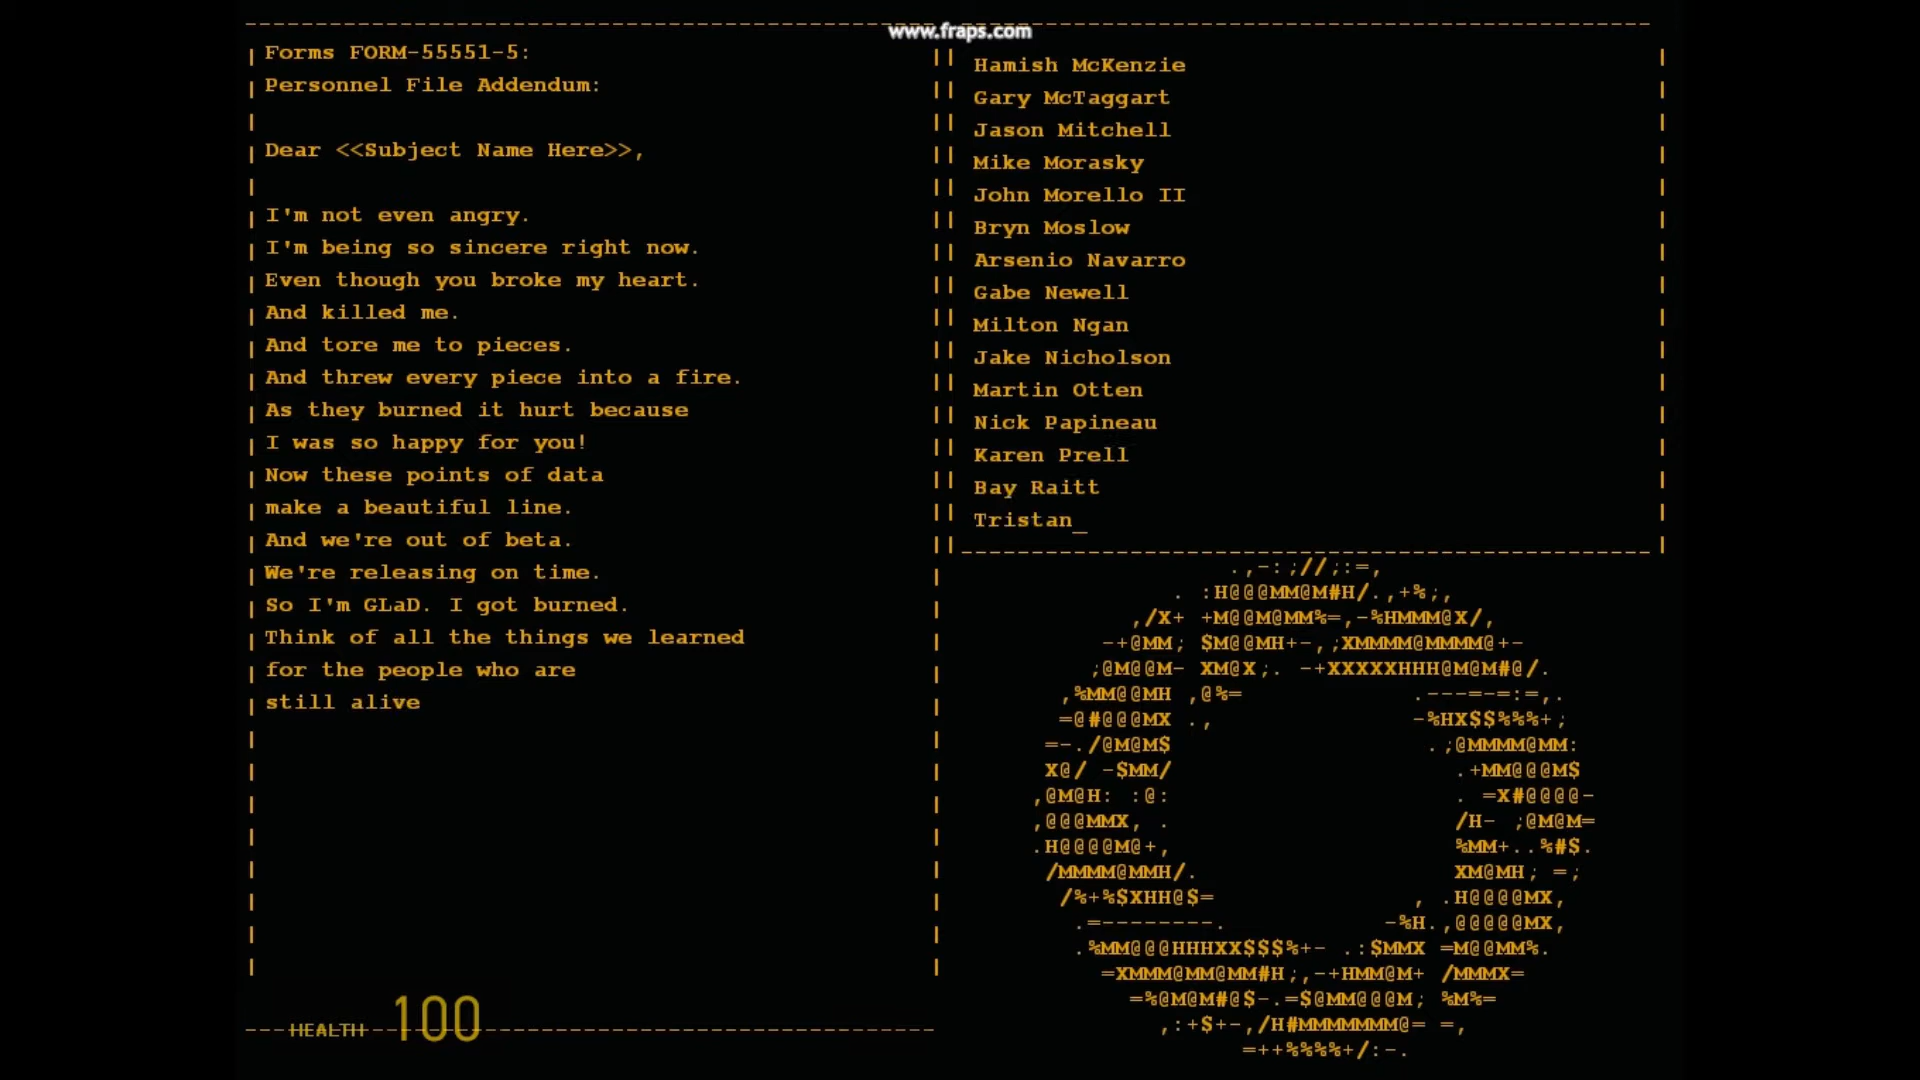 www.fraps.com
Forms FORM-55551-5:
Personnel File Addendum:
Dear <<Subject Name Here>>,
I'm not even angry.
I'm being so sincere right now.
Even though you broke my heart.
And killed me.
And tore me to pieces.
And threw every piece into a fire.
As they burned it hurt because
I was so happy for you!
Now these points of data
make a beautiful line.
And we're out of beta.
We're releasing on time.
So I'm GLaD. I got burned.
Think of all the things we learned
for the people who are
still alive
HEALTH 100
Hamish McKenzie
Gary McTaggart
Jason Mitchell
Mike Morasky
John Morello II
Bryn Moslow
Arsenio Navarro
Gabe Newell
Milton Ngan
Jake Nicholson
Martin Otten
Nick Papineau
Karen Prell
Bay Raitt
Tristan_